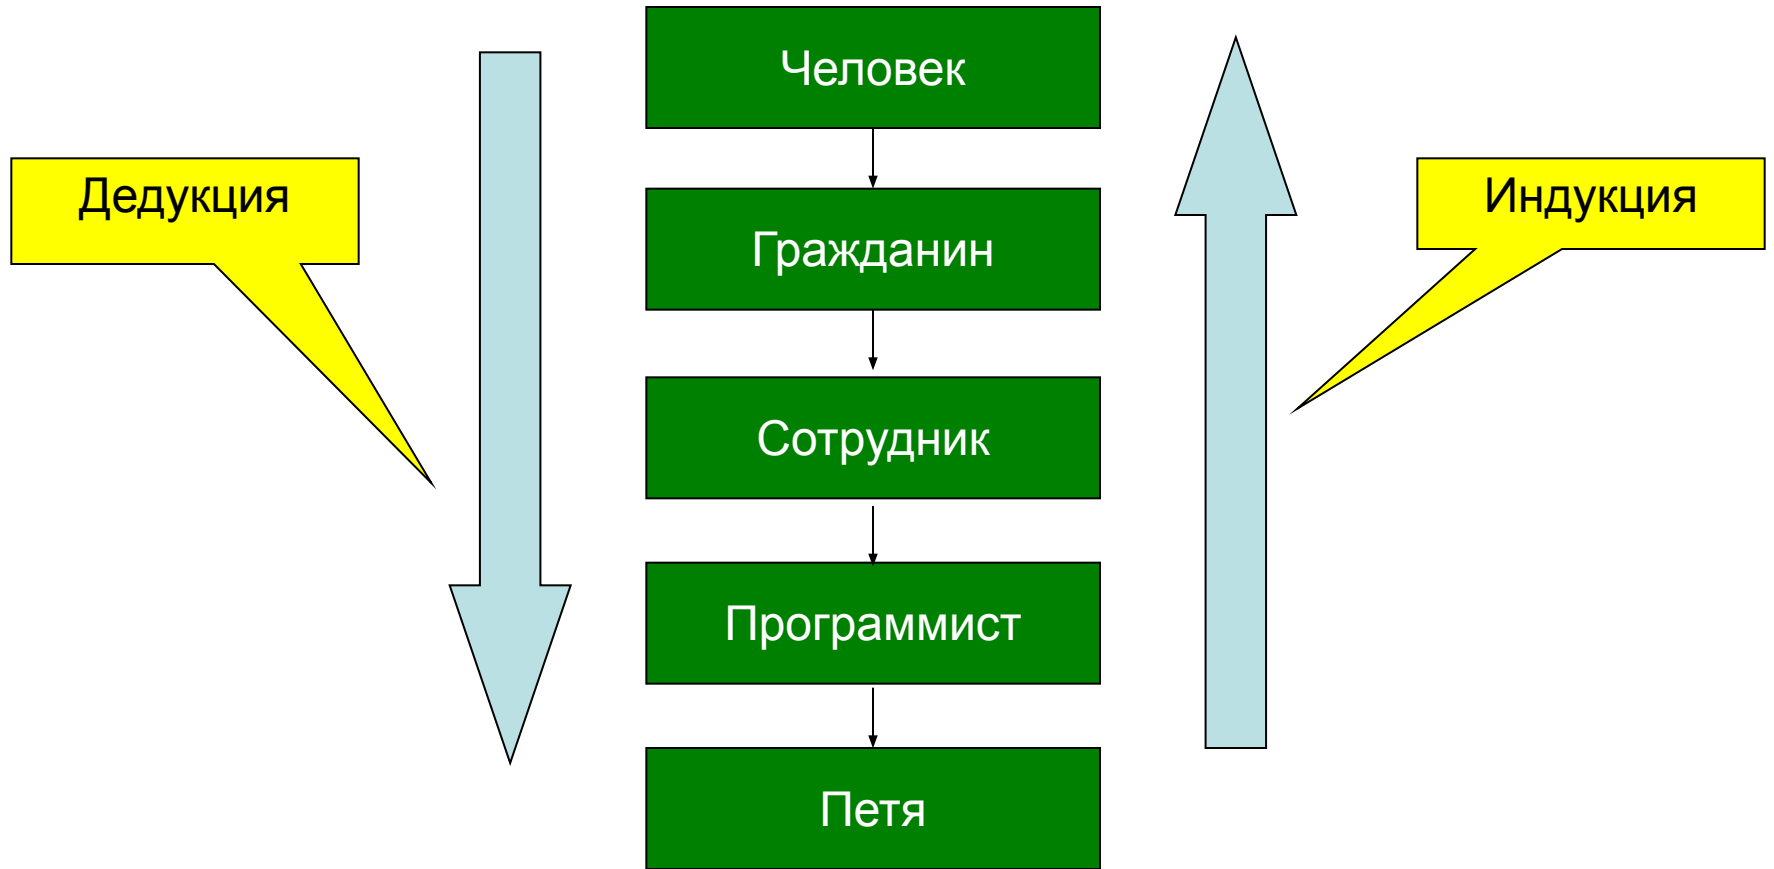 Человек
Дедукция
Индукция
Гражданин
Сотрудник
Программист
Петя